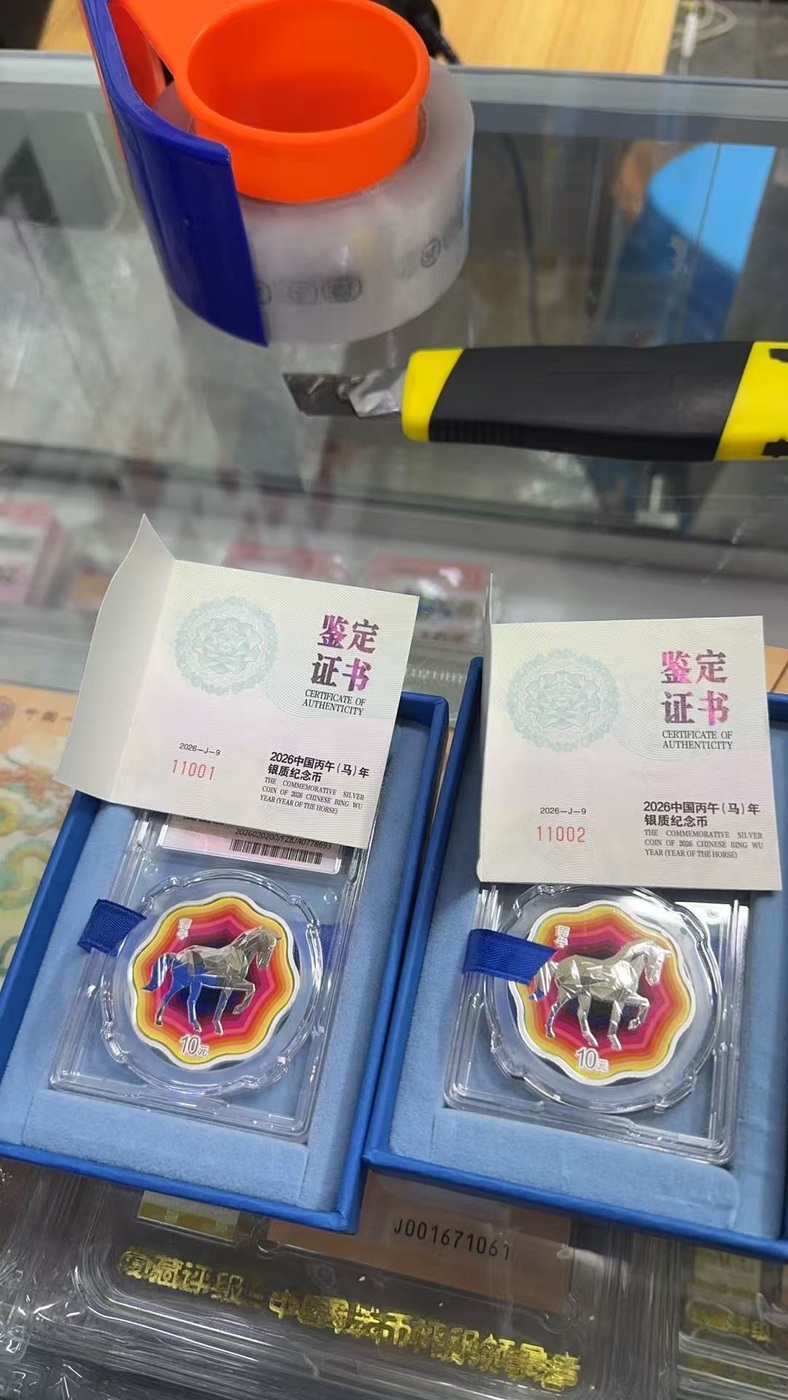 鉴定
证书
CERTIFICATE OF
AUTHENTICITY
2026-J-9
11001
2026中国丙午(马)年
银质纪念币
THE COMMEMORATIVE SILVER
COIN OF 2026 CHINESE BING WU
YEAR (YEAR OF THE HORSE)
鉴定
证书
CERTIFICATE OF
AUTHENTICITY
2026-J-9
11002
2026中国丙午(马)年
银质纪念币
THE COMMEMORATIVE SILVER
COIN OF 2026 CHINESE BING WU
YEAR (YEAR OF THE HORSE)
10元
10元
J001671061